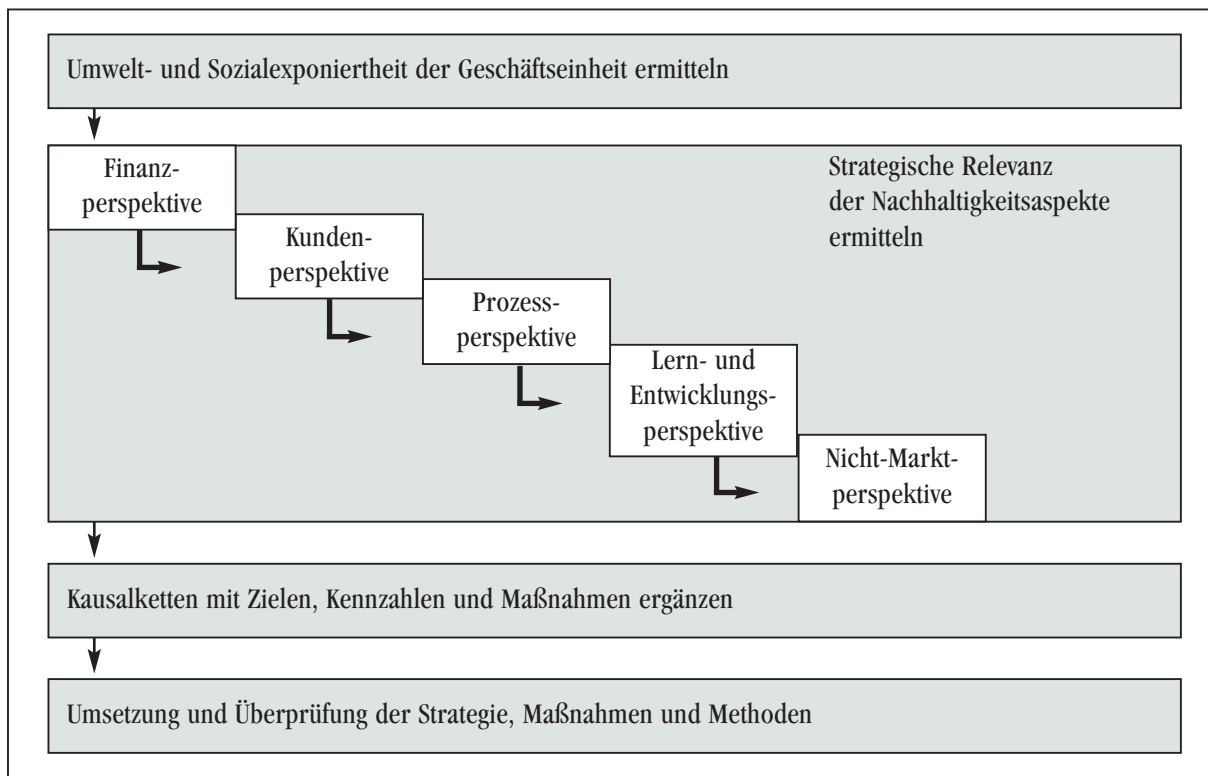 Umwelt- und Sozialexponiertheit der Geschäftseinheit ermitteln
Finanz-
perspektive
Strategische Relevanz
der Nachhaltigkeitsaspekte
ermitteln
Kunden-
perspektive
Prozess-
perspektive
Lern- und
Entwicklungs-
perspektive
Nicht-Markt-
perspektive
Kausalketten mit Zielen, Kennzahlen und Maßnahmen ergänzen
Umsetzung und Überprüfung der Strategie, Maßnahmen und Methoden